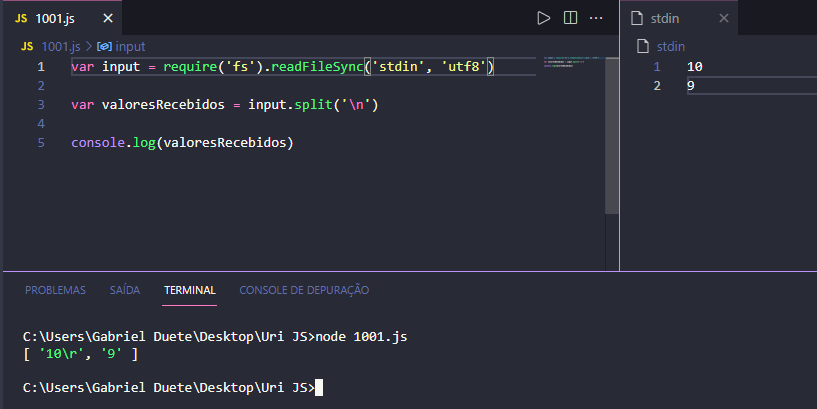 JS 1001.js
JS 1001.js > input
1 var input = require('fs').readFileSync('stdin', 'utf8')
2
3 var valoresRecebidos = input.split('\n')
4
5 console.log(valoresRecebidos)
stdin
stdin
1 10
2 9
PROBLEMAS SAÍDA TERMINAL CONSOLE DE DEPURAÇÃO
C:\Users\Gabriel Duete\Desktop\Uri JS>node 1001.js
[ '10\r', '9' ]
C:\Users\Gabriel Duete\Desktop\Uri JS>